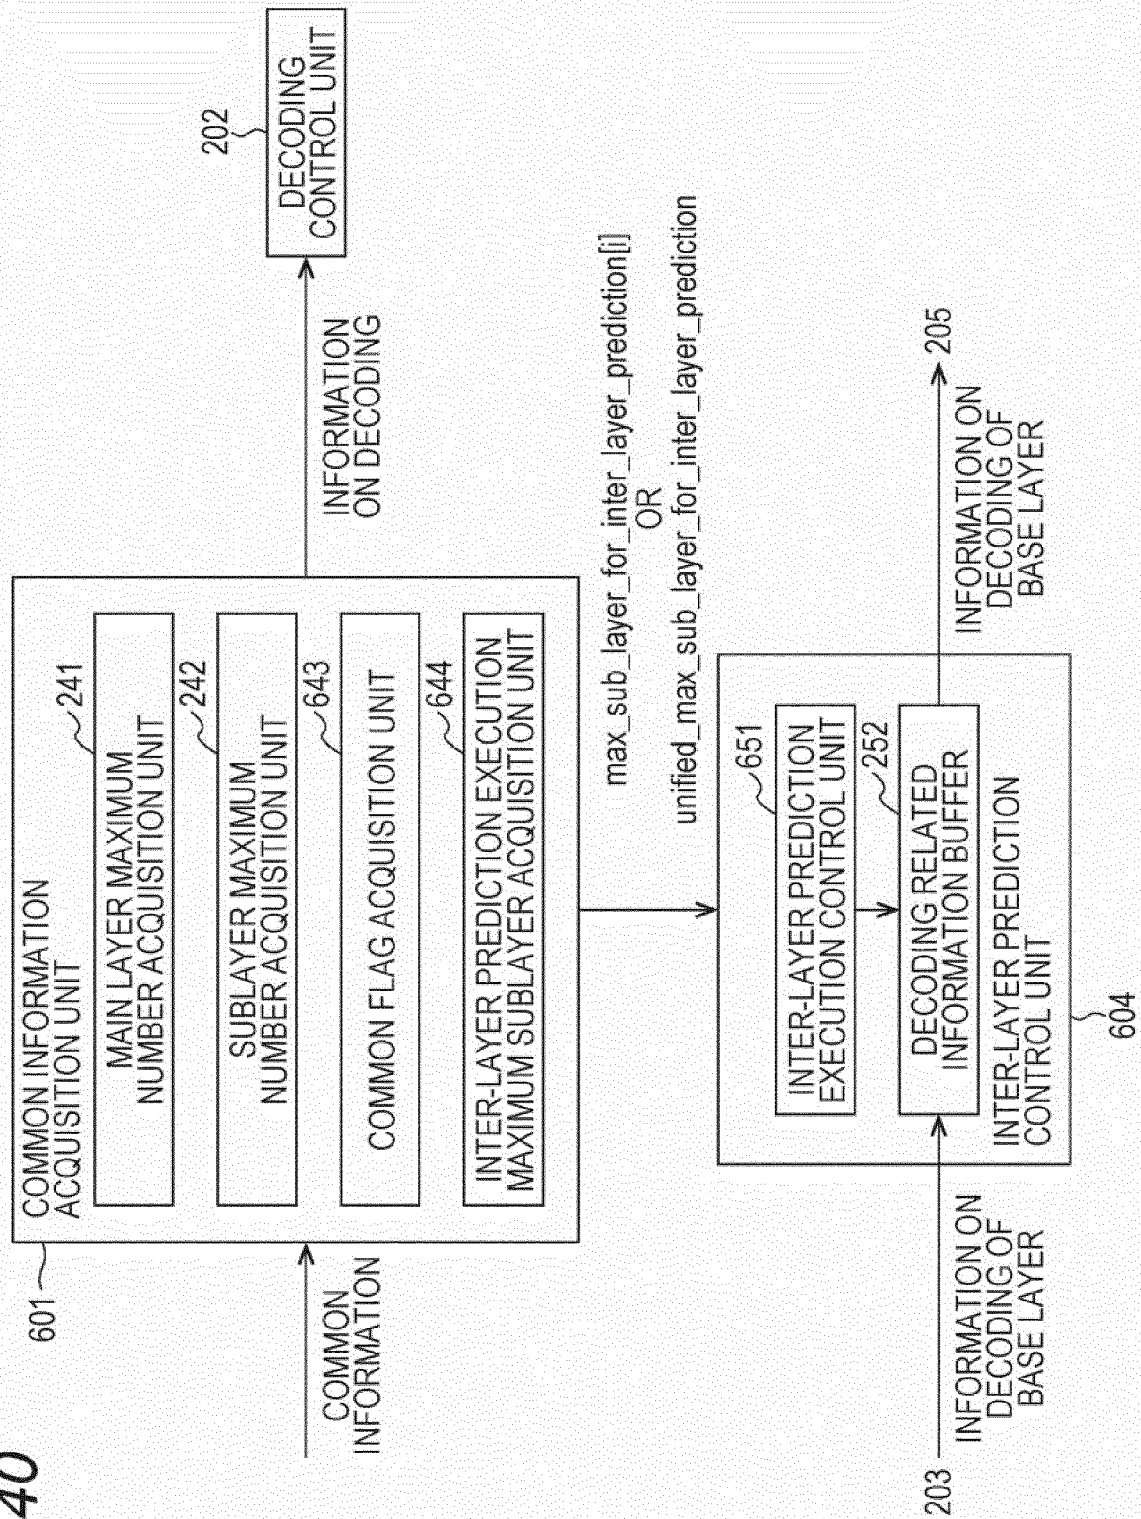 40
601
COMMON INFORMATION
ACQUISITION UNIT
241
MAIN LAYER MAXIMUM
NUMBER ACQUISITION UNIT
242
SUBLAYER MAXIMUM
NUMBER ACQUISITION UNIT
643
COMMON FLAG ACQUISITION UNIT
644
INTER-LAYER PREDICTION EXECUTION
MAXIMUM SUBLAYER ACQUISITION UNIT
COMMON
INFORMATION
INFORMATION
ON DECODING
202
DECODING
CONTROL UNIT
max_sub_layer_for_inter_layer_prediction[i]
OR
unified_max_sub_layer_for_inter_layer_prediction
651
INTER-LAYER PREDICTION
EXECUTION CONTROL UNIT
252
DECODING RELATED
INFORMATION BUFFER
INTER-LAYER PREDICTION
CONTROL UNIT
604
203
INFORMATION ON
DECODING OF
BASE LAYER
205
INFORMATION ON
DECODING OF
BASE LAYER